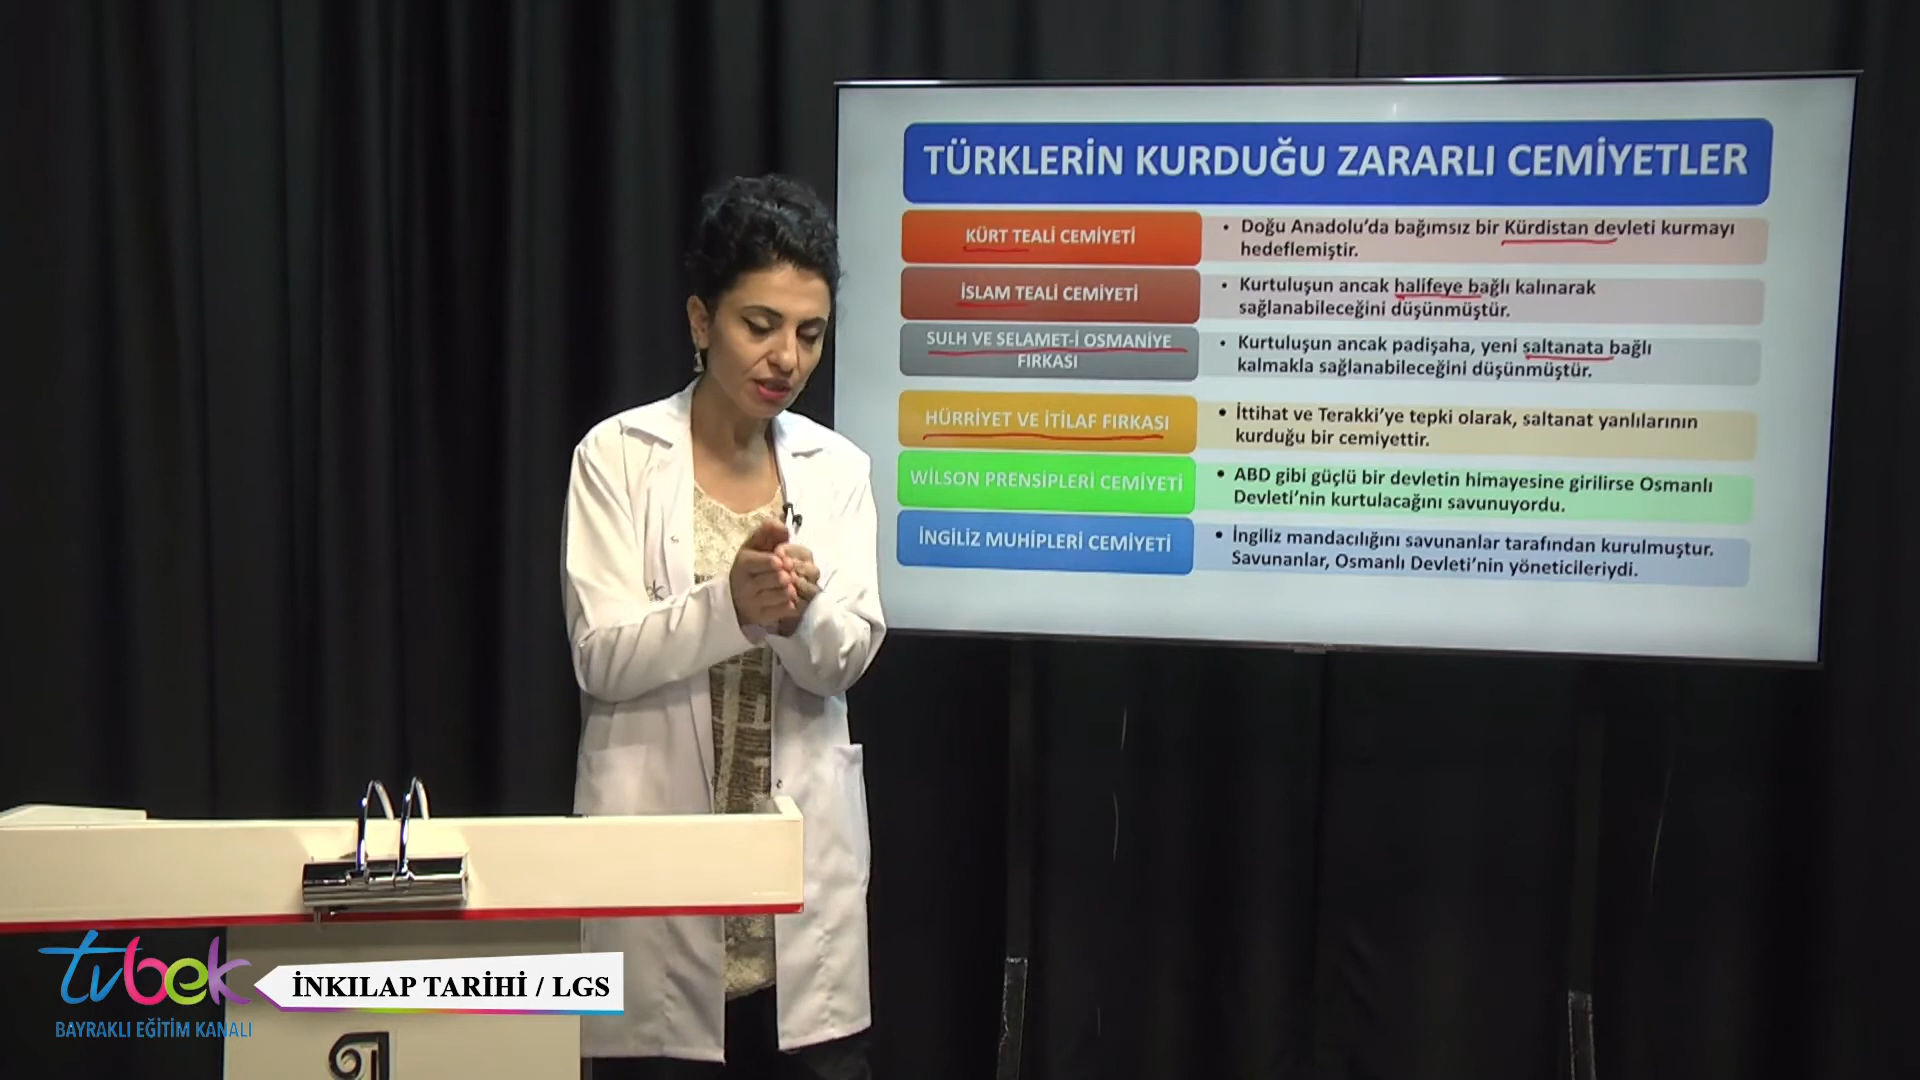 TÜRKLERİN KURDUĞU ZARARLI CEMİYETLER
KÜRT TEALİ CEMİYETİ
• Doğu Anadolu'da bağımsız bir Kürdistan devleti kurmayı
hedeflemiştir.
İSLAM TEALİ CEMİYETİ
• Kurtuluşun ancak halifeye bağlı kalınarak
sağlanabileceğini düşünmüştür.
SULH VE SELAMET-İ OSMANİYE
FIRKASI
• Kurtuluşun ancak padişaha, yeni saltanata bağlı
kalmakla sağlanabileceğini düşünmüştür.
HÜRRİYET VE İTİLAF FIRKASI
• İttihat ve Terakki'ye tepki olarak, saltanat yanlılarının
kurduğu bir cemiyettir.
WİLSON PRENSİPLERİ CEMİYETİ
• ABD gibi güçlü bir devletin himayesine girilirse Osmanlı
Devleti'nin kurtulacağını savunuyordu.
İNGİLİZ MUHİPLERİ CEMİYETİ
• İngiliz mandacılığını savunanlar tarafından kurulmuştur.
Savunanlar, Osmanlı Devleti'nin yöneticileriydi.
tvbek
BAYRAKLI EĞİTİM KANALI
İNKILAP TARİHİ / LGS